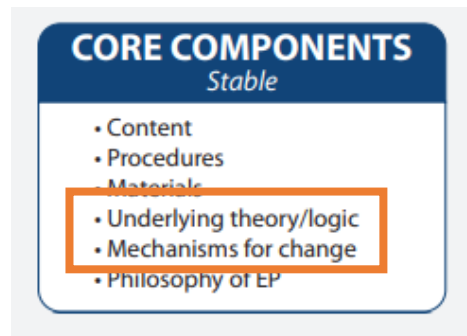 CORE COMPONENTS
Stable
• Content
• Procedures
• Materials
• Underlying theory/logic
• Mechanisms for change
• Philosophy of EP